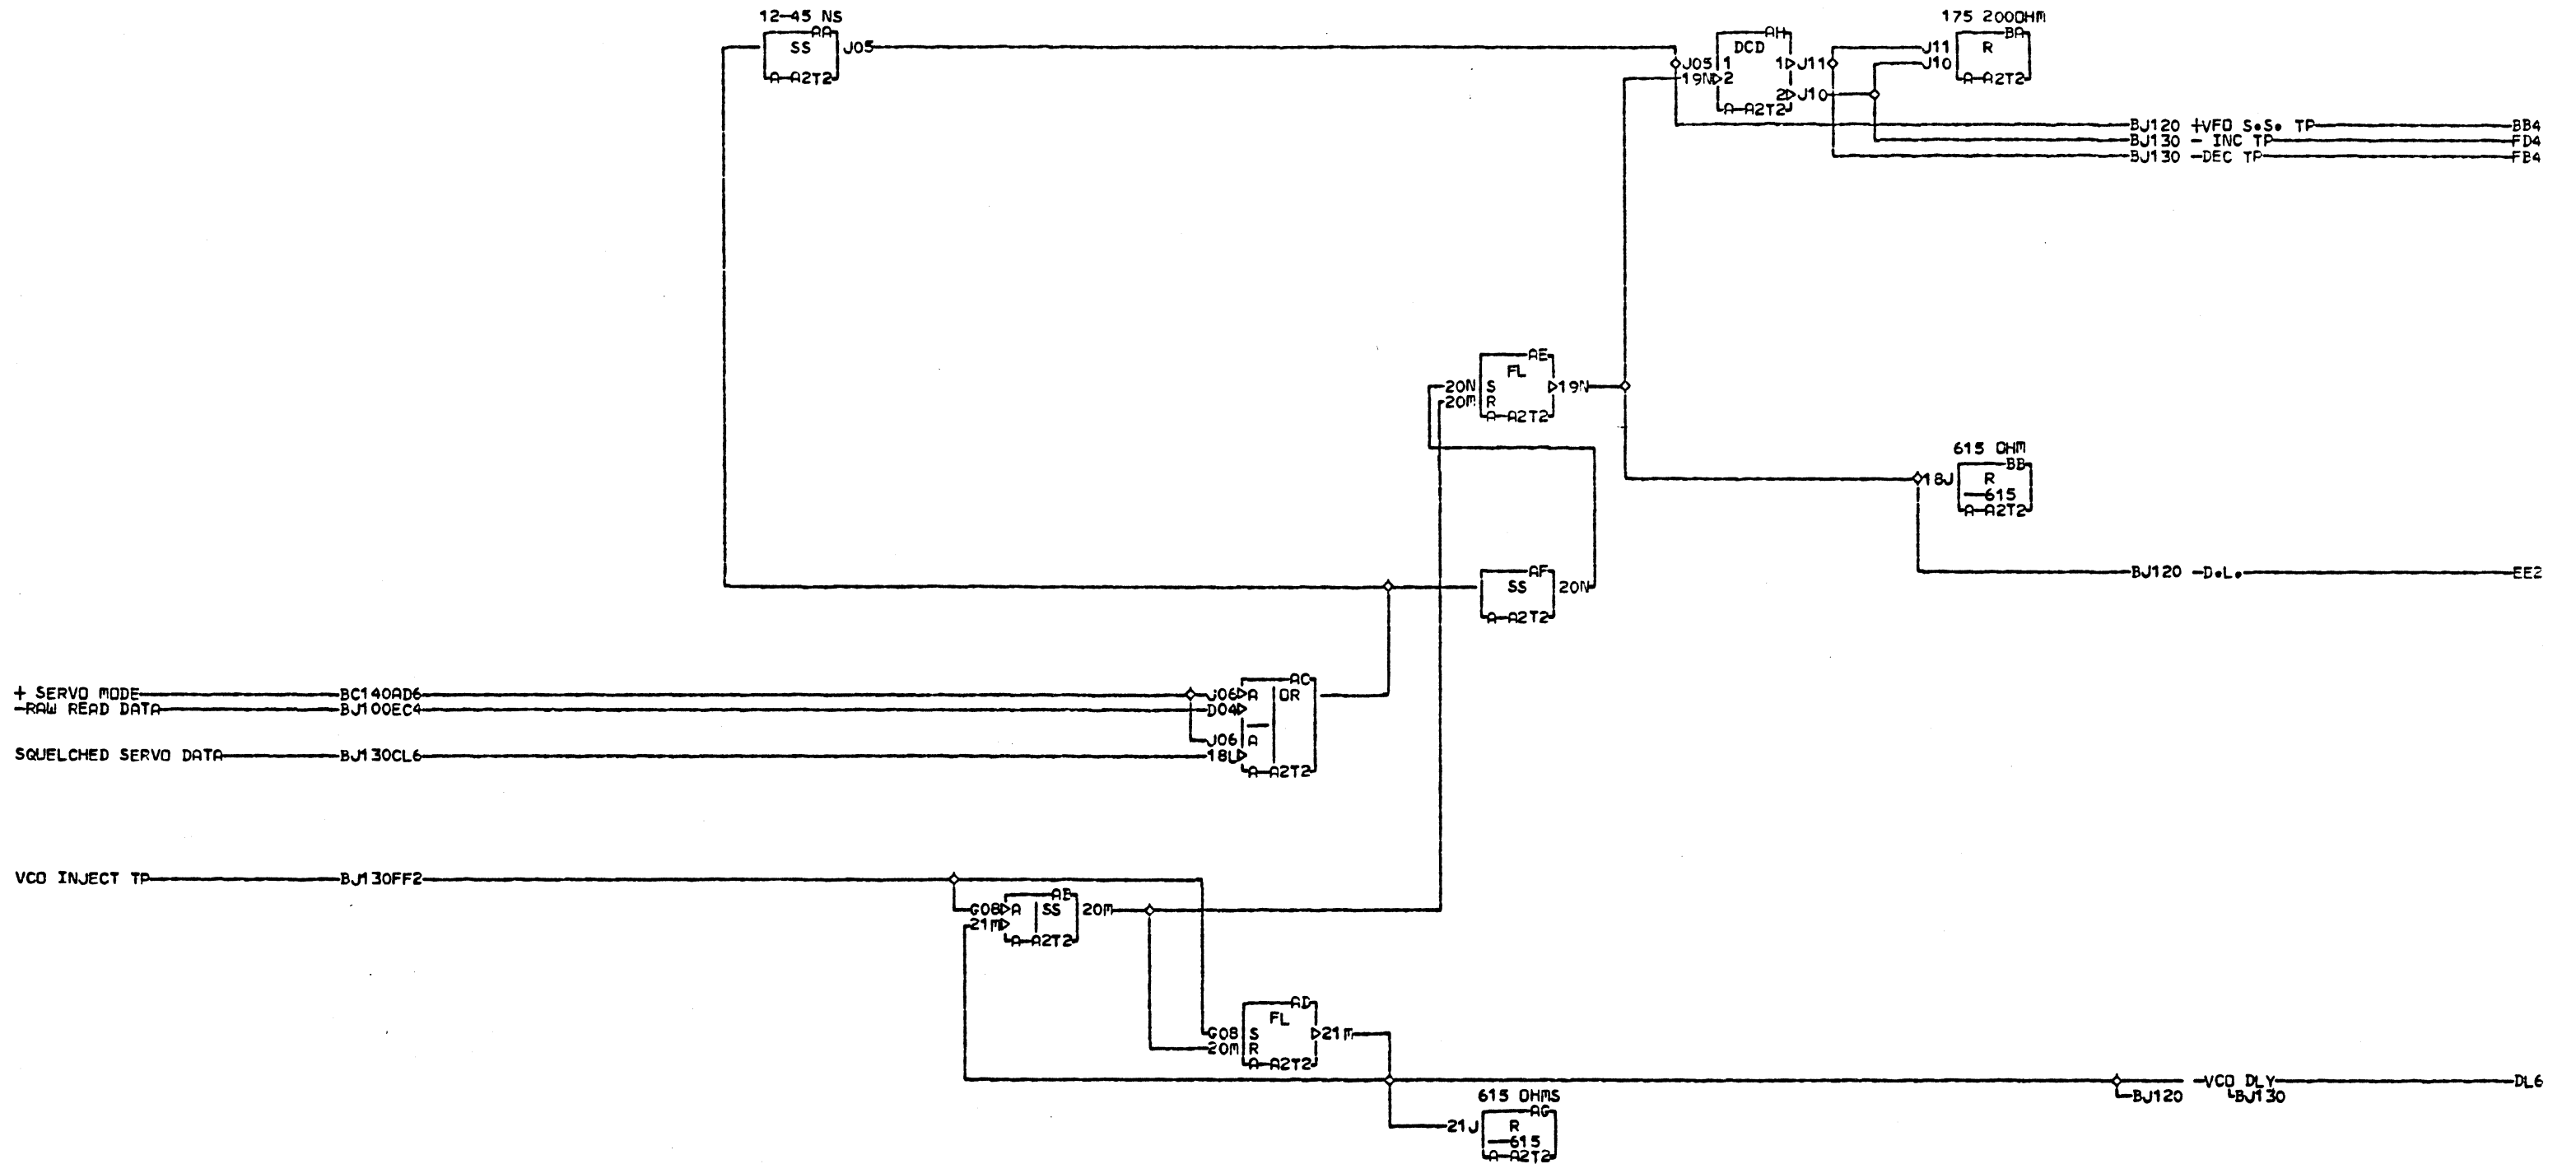 12-45 NS
AA
SS J05
A-A2T2
175 200OHM
AH
DCD
J05 1
19N 2
1 J11
2 J10
A-A2T2
BA
J11 R
J10
A-A2T2
BJ120 +VFO S.S. TP BB4
BJ130 - INC TP FD4
BJ130 -DEC TP FB4
AE
FL
20N S 19N
20M R
A-A2T2
615 OHM
BB
18J R
615
A-A2T2
AF
SS 20N
A-A2T2
BJ120 -D.L. EE2
+ SERVO MODE BC140AD6
-RAW READ DATA BJ100EC4
SQUELCHED SERVO DATA BJ130CL6
AC
J06 A OR
D04
J06 A
18L
A-A2T2
VCO INJECT TP BJ130FF2
AB
G08 A SS 20M
21M
A-A2T2
AD
FL
G08 S 21M
20M R
A-A2T2
-VCO DLY DL6
BJ120 BJ130
615 OHMS
AG
21J R
615
A-A2T2